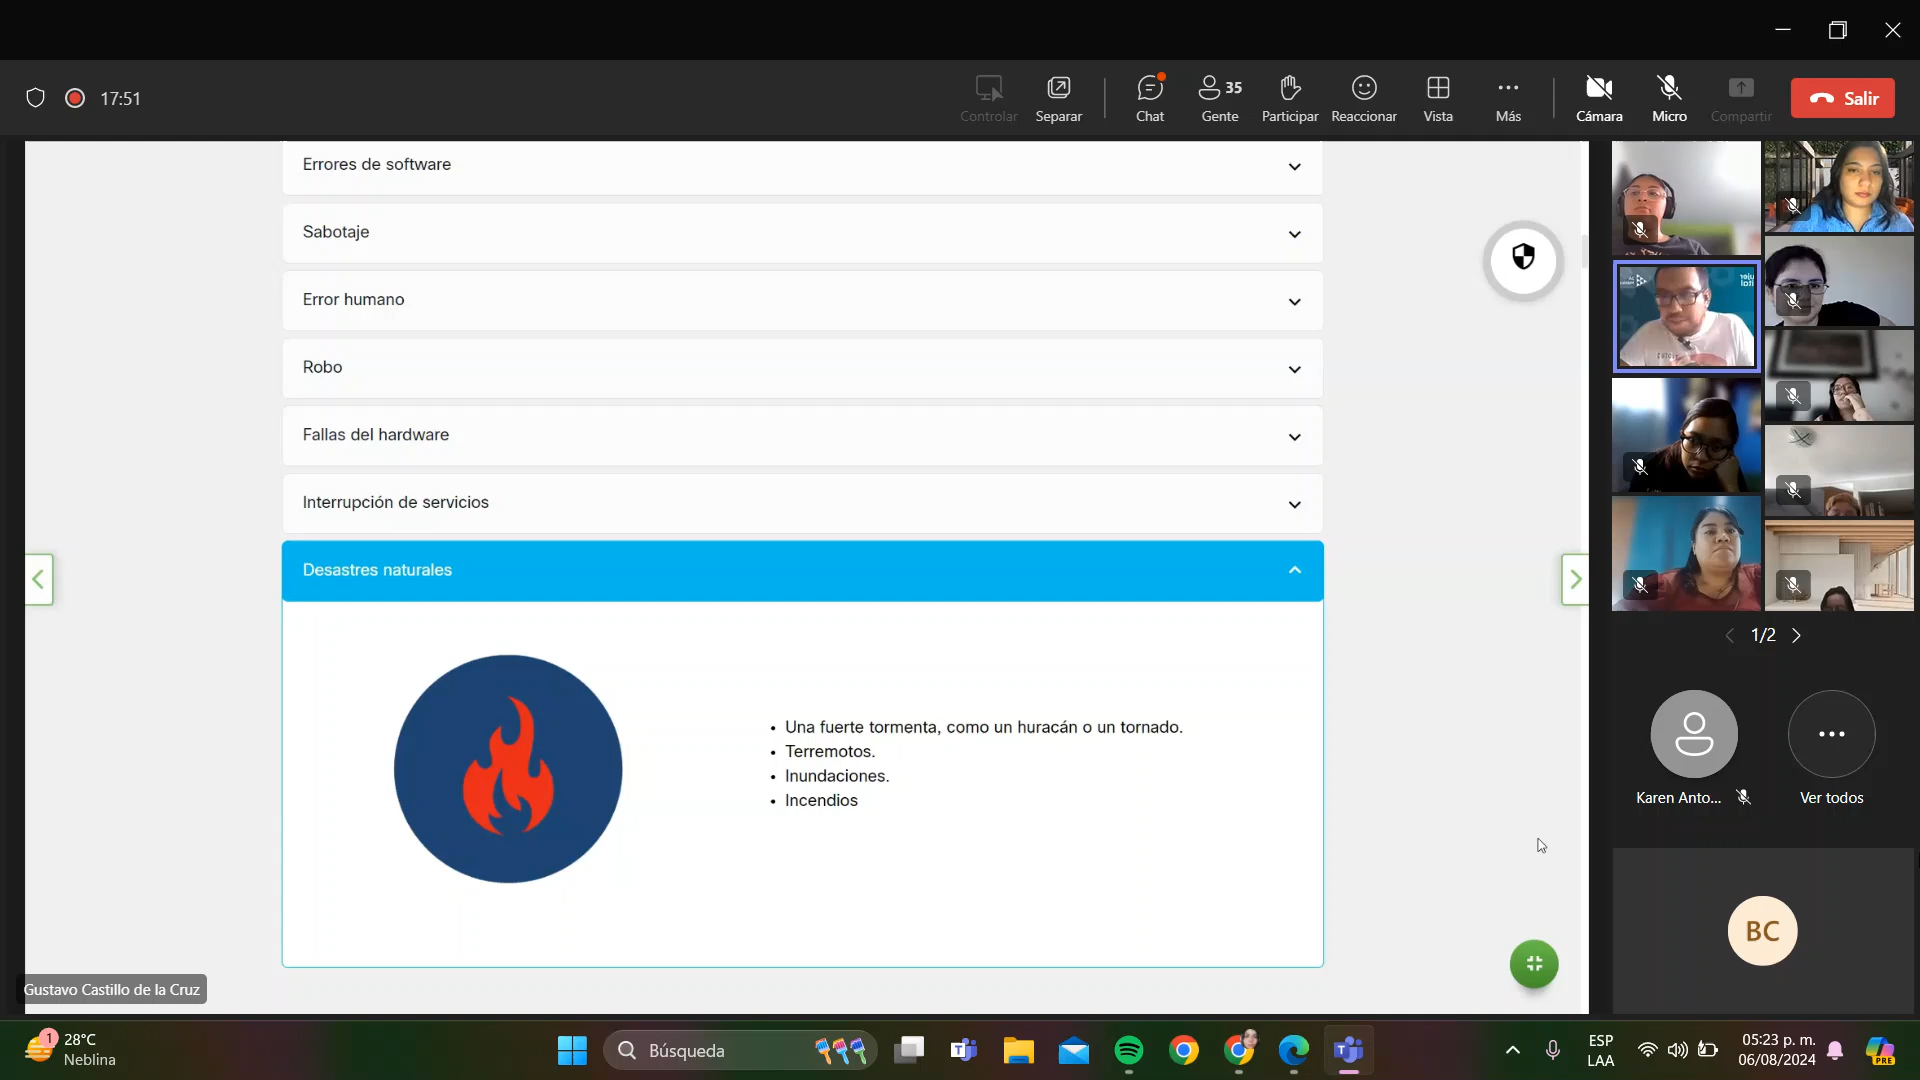 17:51
Controlar
Separar
Chat
35
Gente
Participar
Reaccionar
Vista
Más
Cámara
Micro
Compartir
Salir
Errores de software
Sabotaje
Error humano
Robo
Fallas del hardware
Interrupción de servicios
Desastres naturales
• Una fuerte tormenta, como un huracán o un tornado.
• Terremotos.
• Inundaciones.
• Incendios
Gustavo Castillo de la Cruz
1/2
Karen Anto...
Ver todos
BC
1
28°C
Neblina
Búsqueda
ESP
LAA
05:23 p. m.
06/08/2024
PRE